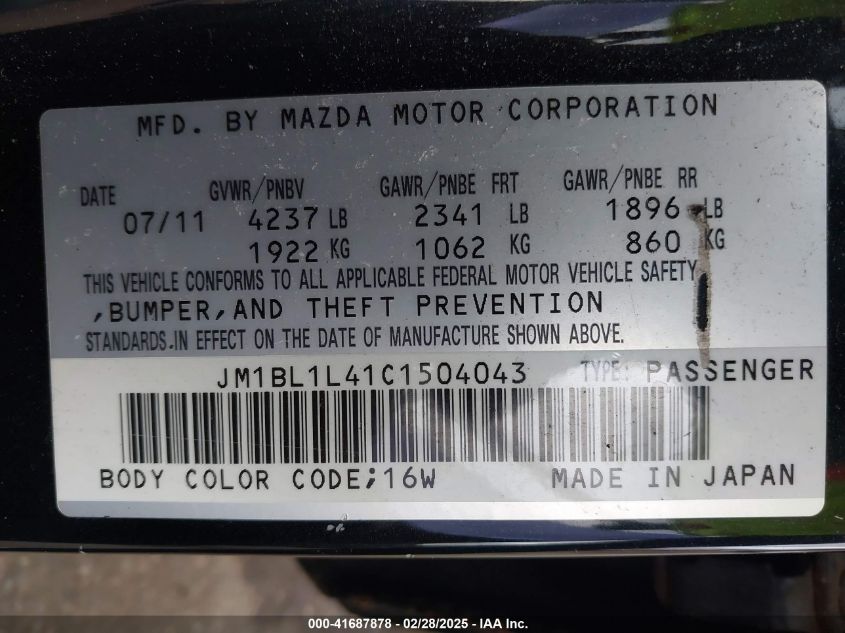 MFD. BY MAZDA MOTOR CORPORATION
DATE GVWR/PNBV GAWR/PNBE FRT GAWR/PNBE RR
07/11 4237 LB 2341 LB 1896 LB
1922 KG 1062 KG 860 KG
THIS VEHICLE CONFORMS TO ALL APPLICABLE FEDERAL MOTOR VEHICLE SAFETY
,BUMPER,AND THEFT PREVENTION
STANDARDS.IN EFFECT ON THE DATE OF MANUFACTURE SHOWN ABOVE.
JM1BL1L41C1504043 TYPE: PASSENGER
BODY COLOR CODE;16W MADE IN JAPAN
000-41687878 - 02/28/2025 - IAA Inc.